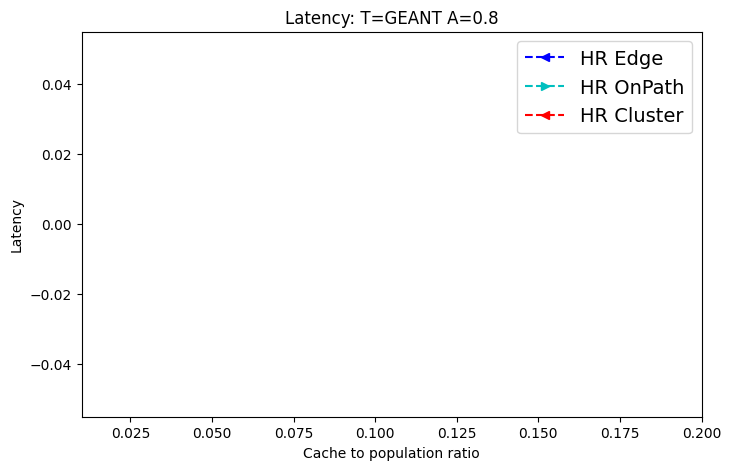 Latency: T=GEANT A=0.8
HR Edge
HR OnPath
HR Cluster
Latency
0.04
0.02
0.00
−0.02
−0.04
0.025 0.050 0.075 0.100 0.125 0.150 0.175 0.200
Cache to population ratio